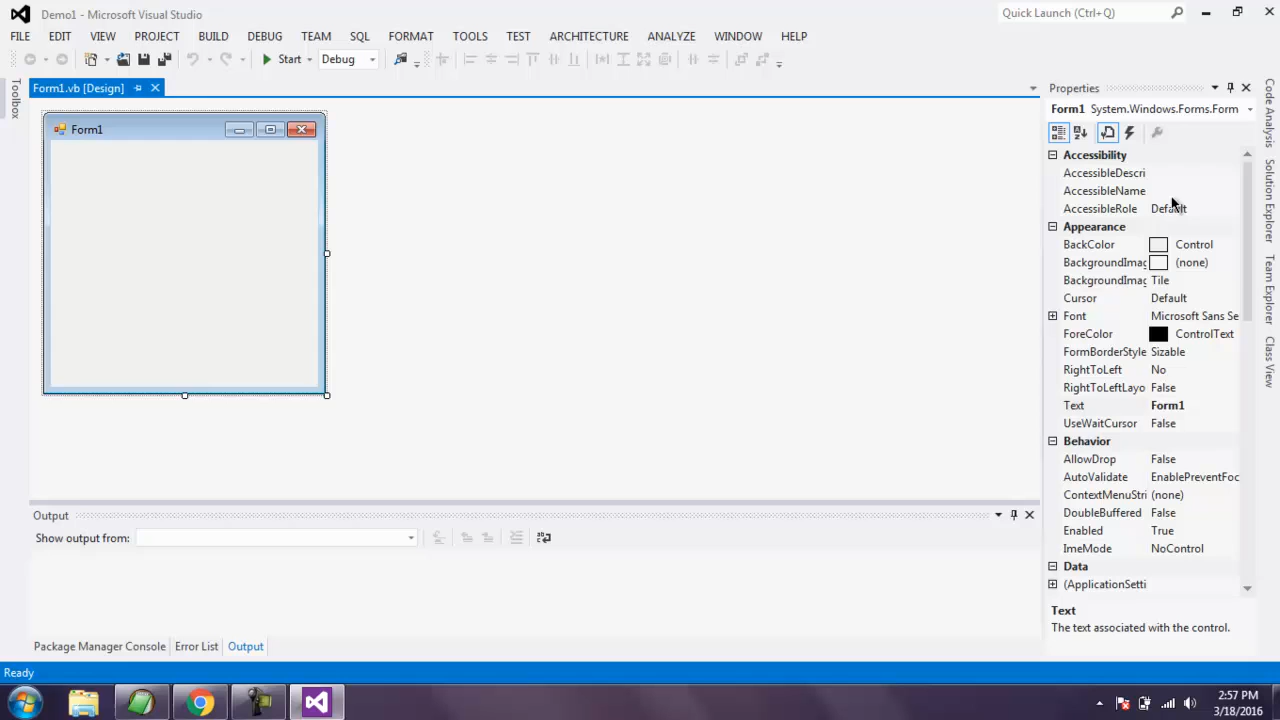 Demo1 - Microsoft Visual Studio
Quick Launch (Ctrl+Q)
FILE EDIT VIEW PROJECT BUILD DEBUG TEAM SQL FORMAT TOOLS TEST ARCHITECTURE ANALYZE WINDOW HELP
Start Debug
Toolbox
Form1.vb [Design]
Form1
Properties
Form1 System.Windows.Forms.Form
Accessibility
AccessibleDescri
AccessibleName
AccessibleRole Default
Appearance
BackColor Control
BackgroundImag (none)
BackgroundImag Tile
Cursor Default
Font Microsoft Sans Se
ForeColor ControlText
FormBorderStyle Sizable
RightToLeft No
RightToLeftLayo False
Text Form1
UseWaitCursor False
Behavior
AllowDrop False
AutoValidate EnablePreventFoc
ContextMenuStri (none)
DoubleBuffered False
Enabled True
ImeMode NoControl
Data
(ApplicationSetti
Text
The text associated with the control.
Code Analysis
Solution Explorer
Team Explorer
Class View
Output
Show output from:
Package Manager Console Error List Output
Ready
2:57 PM
3/18/2016